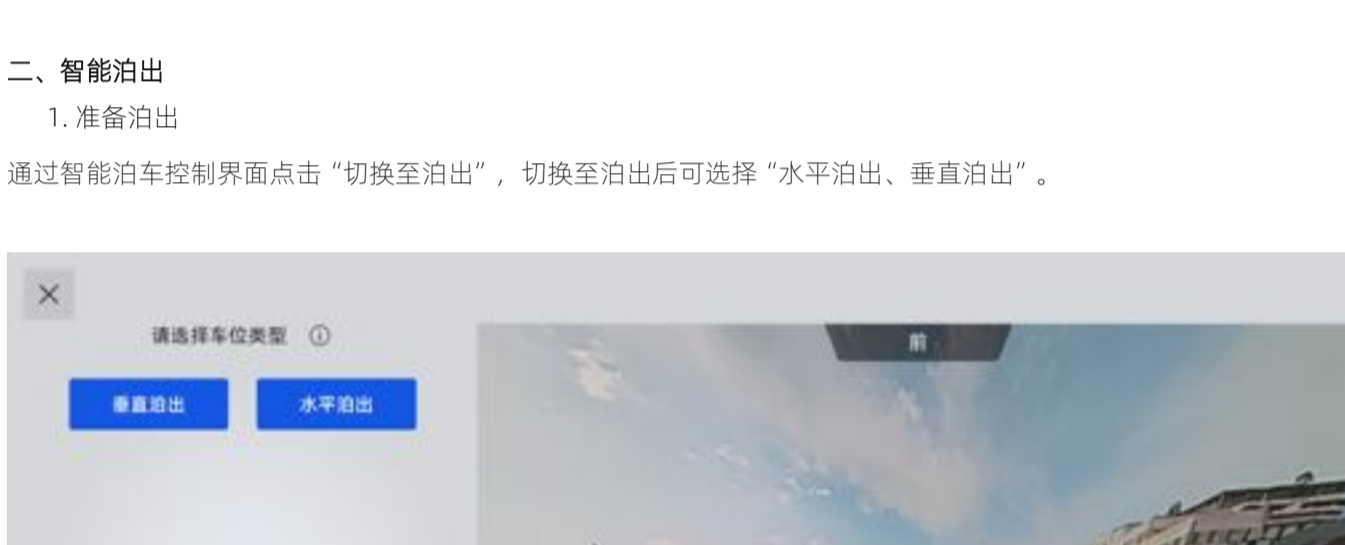 二、智能泊出
1. 准备泊出
通过智能泊车控制界面点击“切换至泊出”，切换至泊出后可选择“水平泊出、垂直泊出”。
前
请选择车位类型
垂直泊出 水平泊出